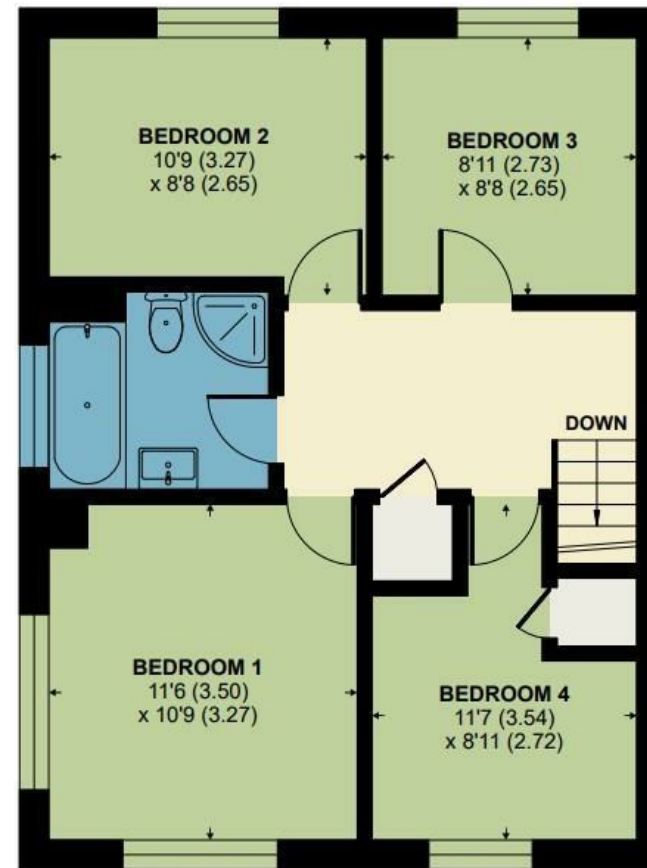 BEDROOM 2
10'9 (3.27)
x 8'8 (2.65)
BEDROOM 3
8'11 (2.73)
x 8'8 (2.65)
DOWN
BEDROOM 1
11'6 (3.50)
x 10'9 (3.27)
BEDROOM 4
11'7 (3.54)
x 8'11 (2.72)